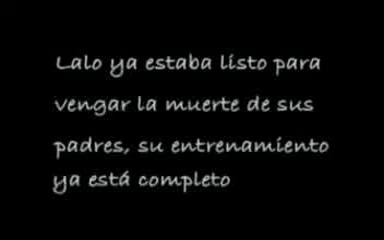 Lalo ya estaba listo para
vengar la muerte de sus
padres, su entrenamiento
ya está completo